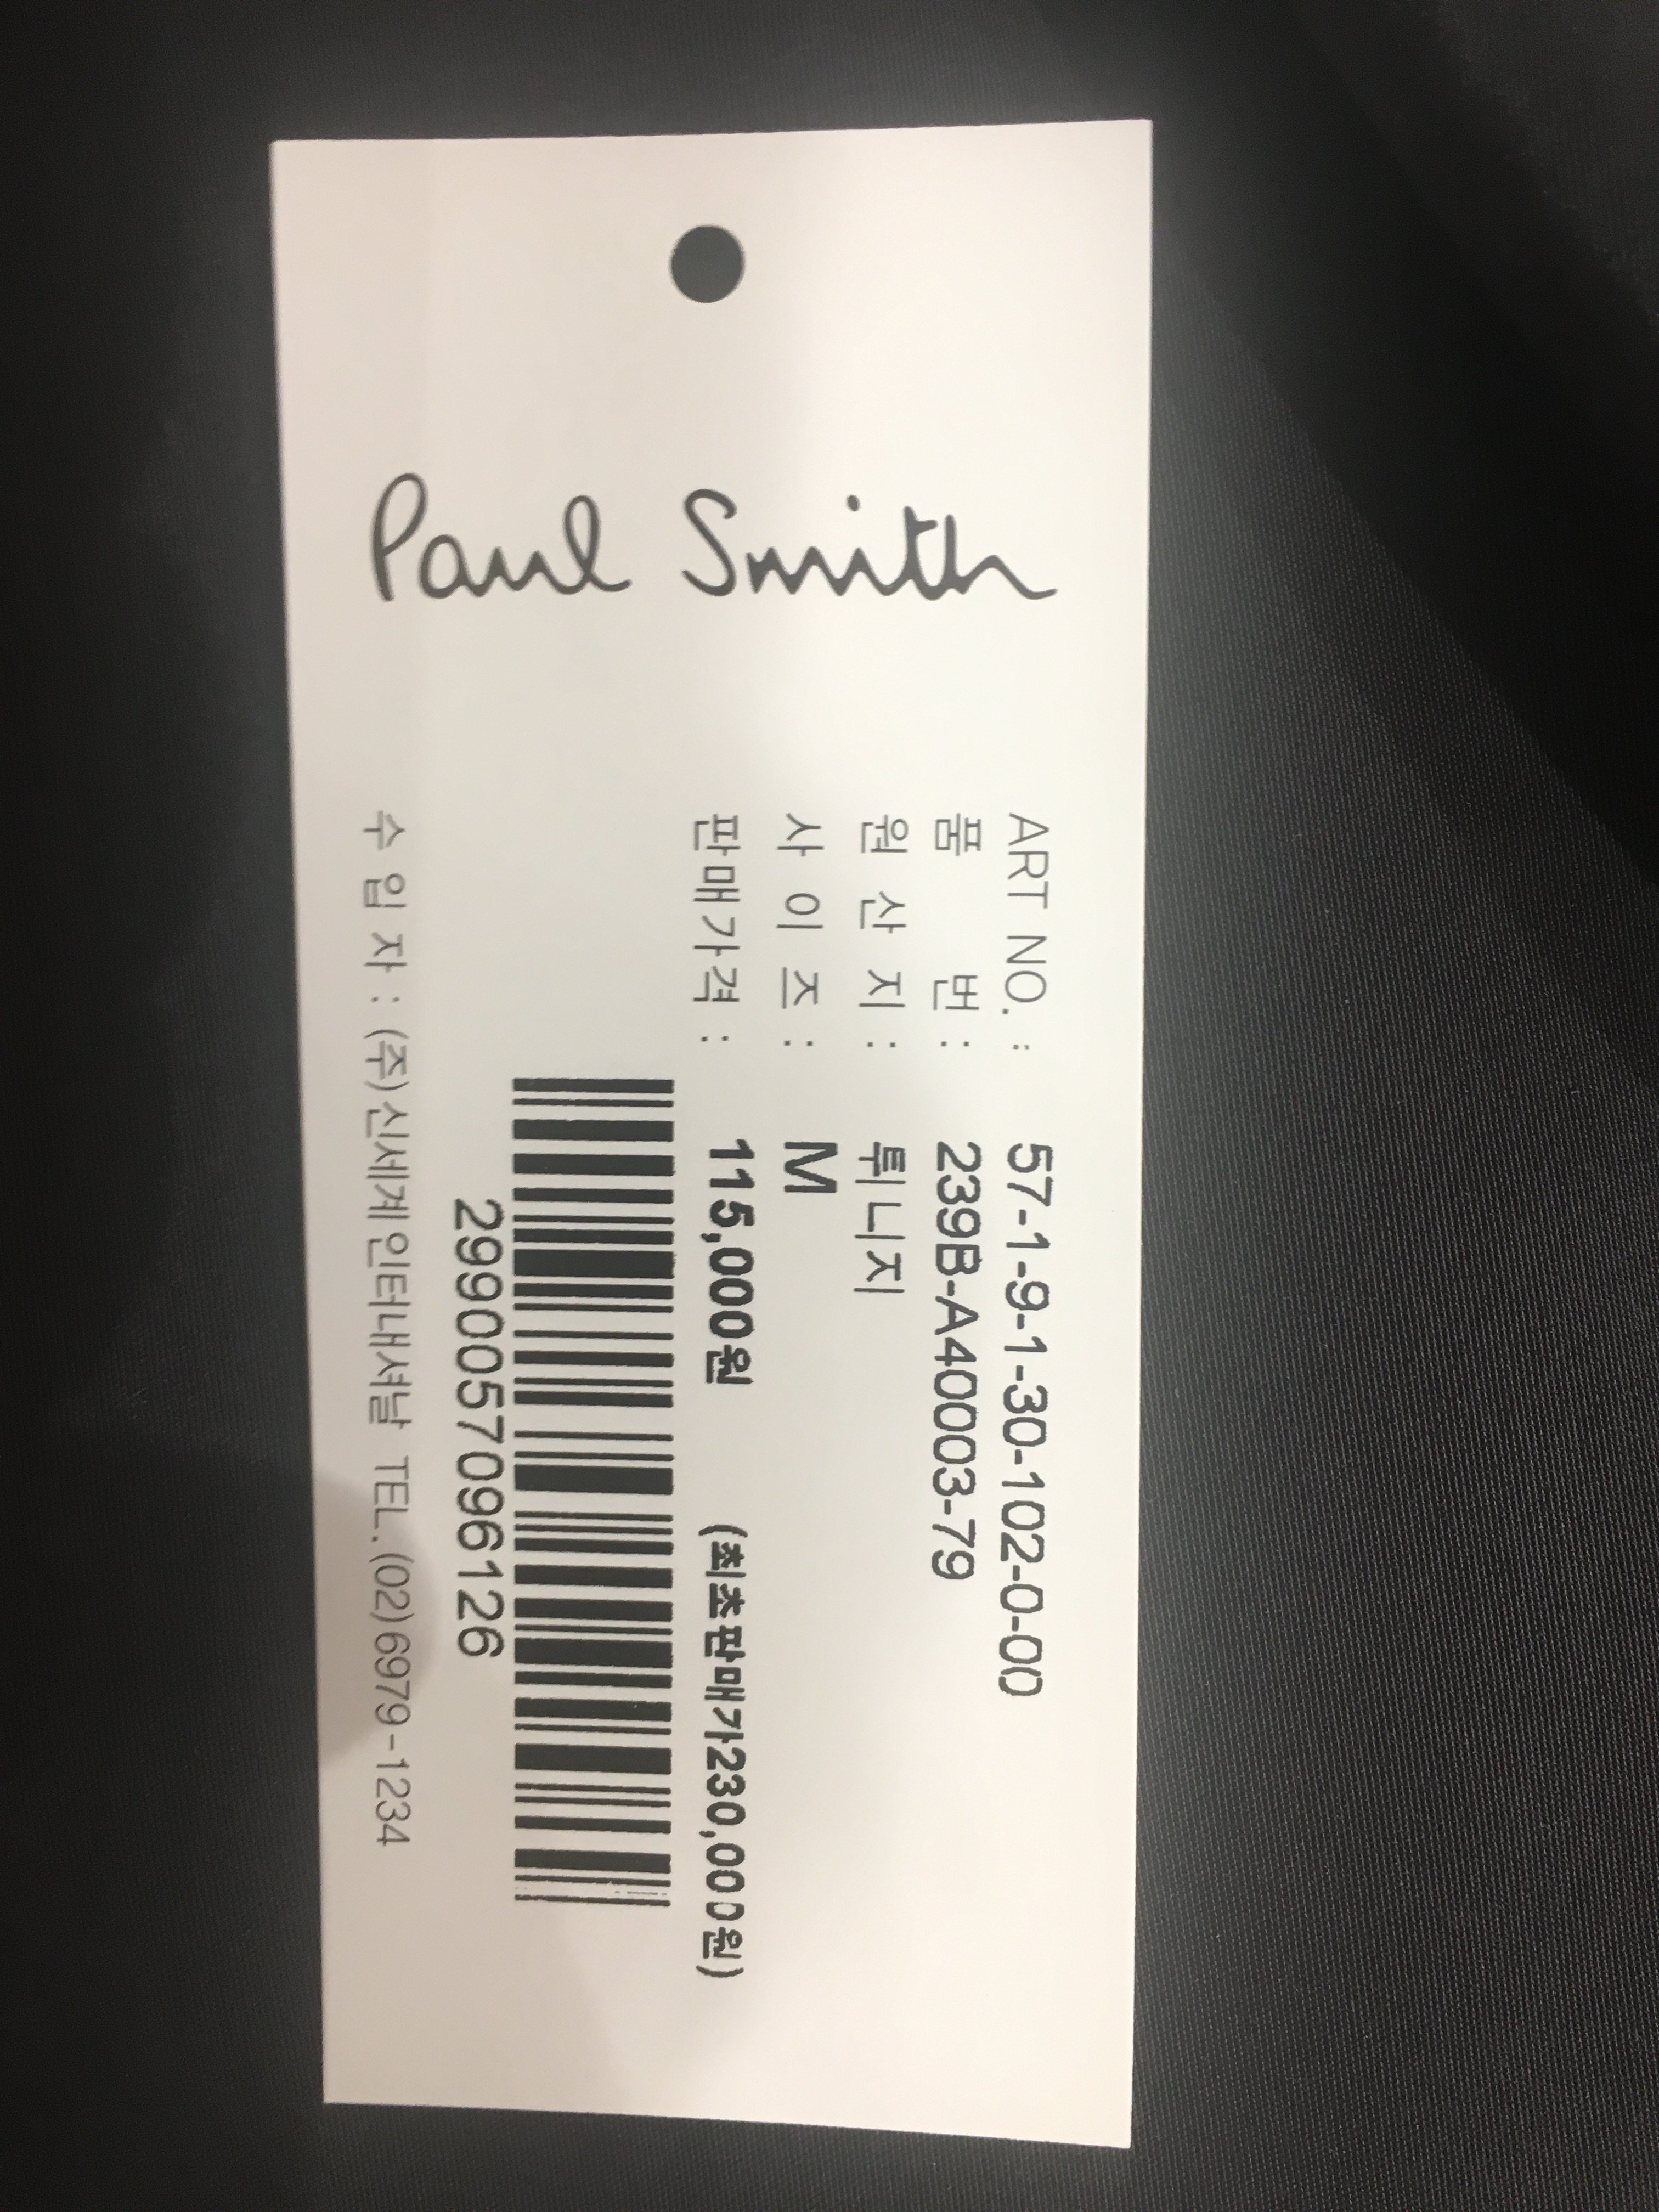 Paul Smith
ART NO. : 57-1-9-1-30-102-0-00
품 번 : 239B-A40003-79
원 산 지 : 튀니지
사 이 즈 : M
판매가격 : 115,000원 (최초판매가230,000원)
2990057096126
수 입 자 : (주)신세계인터내셔날 TEL. (02)6979-1234